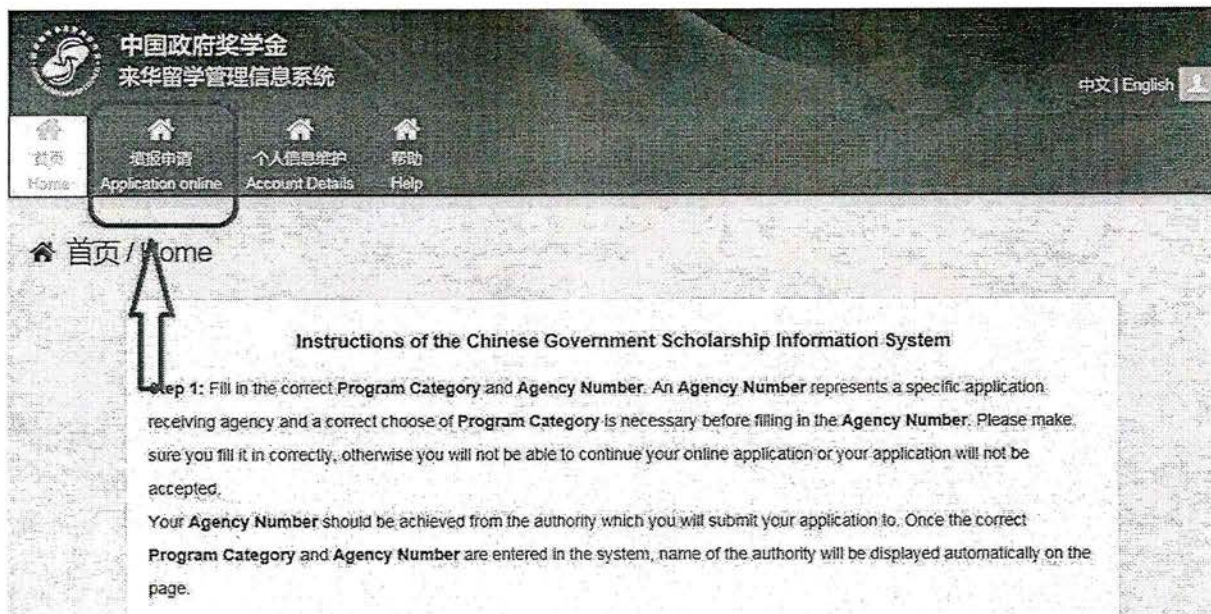 中国政府奖学金
来华留学管理信息系统
中文 | English
首页
Home
填报申请
Application online
个人信息维护
Account Details
帮助
Help
首页 / Home
Instructions of the Chinese Government Scholarship Information System
Step 1: Fill in the correct Program Category and Agency Number. An Agency Number represents a specific application
receiving agency and a correct choose of Program Category is necessary before filling in the Agency Number. Please make
sure you fill it in correctly, otherwise you will not be able to continue your online application or your application will not be
accepted.
Your Agency Number should be achieved from the authority which you will submit your application to. Once the correct
Program Category and Agency Number are entered in the system, name of the authority will be displayed automatically on the
page.